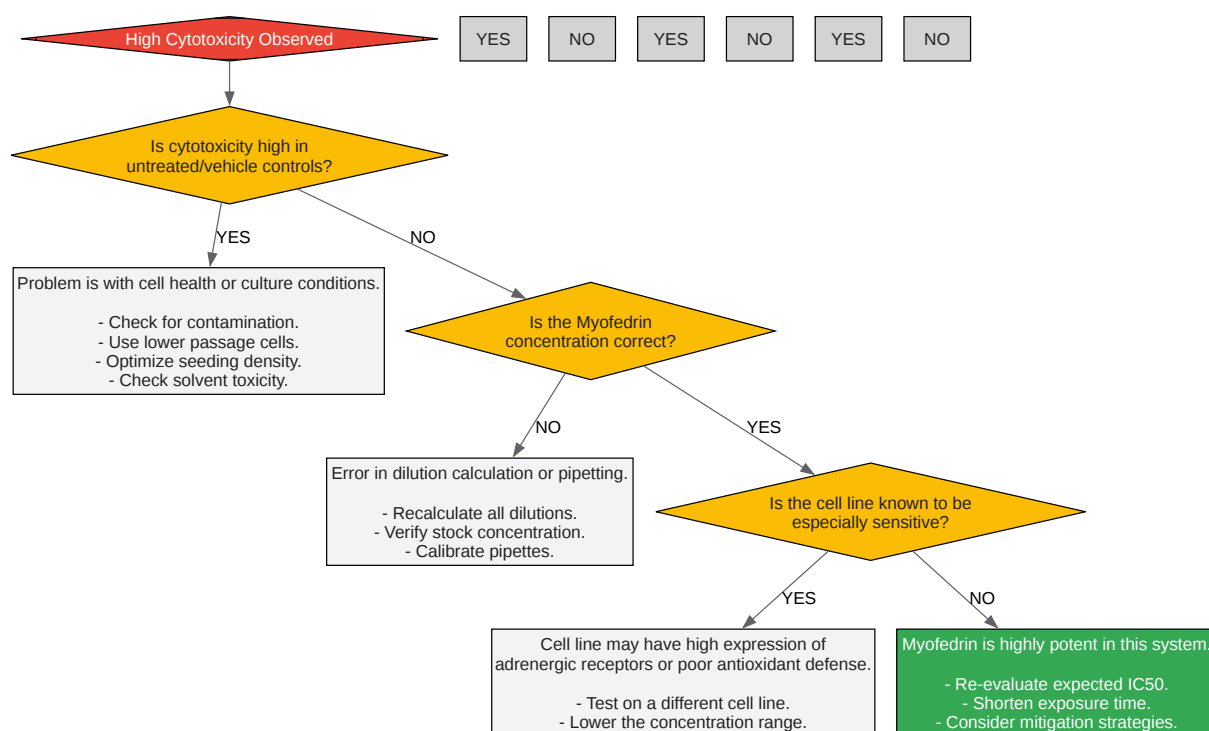 High Cytotoxicity Observed
YES
NO
YES
NO
YES
NO
Is cytotoxicity high in
untreated/vehicle controls?
YES
NO
Problem is with cell health or culture conditions.
- Check for contamination.
- Use lower passage cells.
- Optimize seeding density.
- Check solvent toxicity.
Is the Myofedrin
concentration correct?
NO
YES
Error in dilution calculation or pipetting.
- Recalculate all dilutions.
- Verify stock concentration.
- Calibrate pipettes.
Is the cell line known to be
especially sensitive?
YES
NO
Cell line may have high expression of
adrenergic receptors or poor antioxidant defense.
- Test on a different cell line.
- Lower the concentration range.
Myofedrin is highly potent in this system.
- Re-evaluate expected IC50.
- Shorten exposure time.
- Consider mitigation strategies.